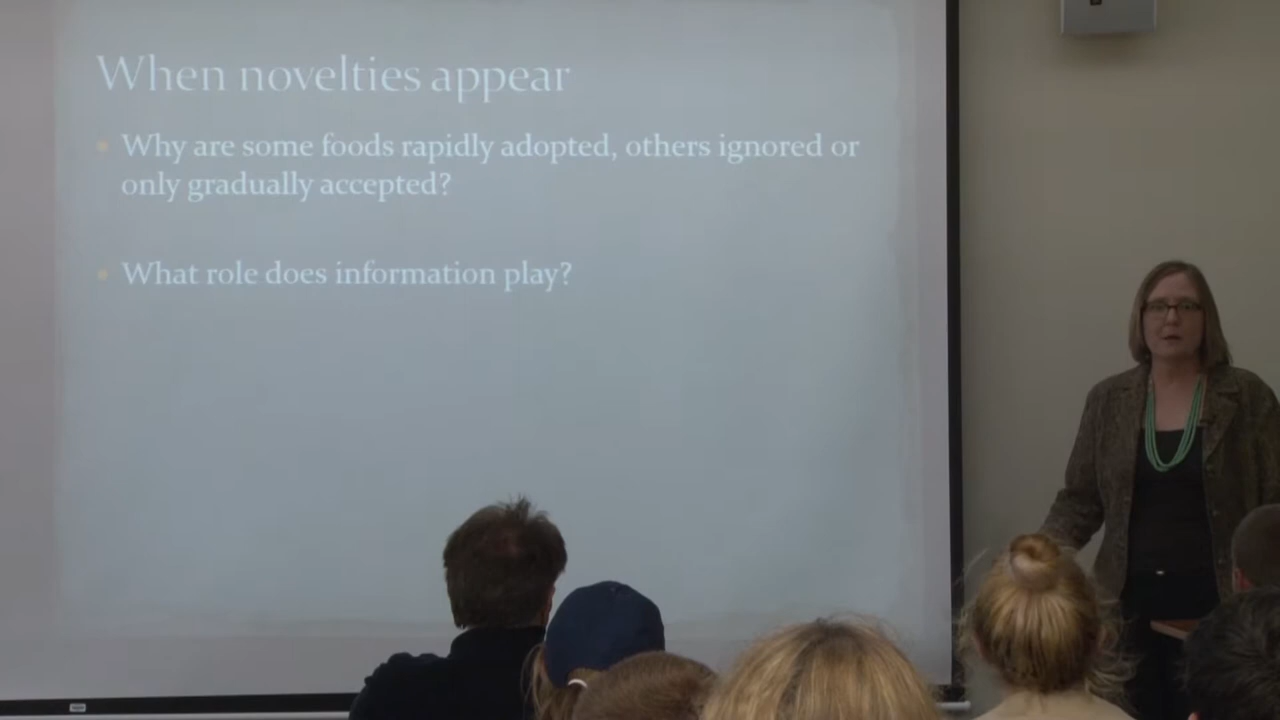 When novelties appear
Why are some foods rapidly adopted, others ignored or
only gradually accepted?
What role does information play?